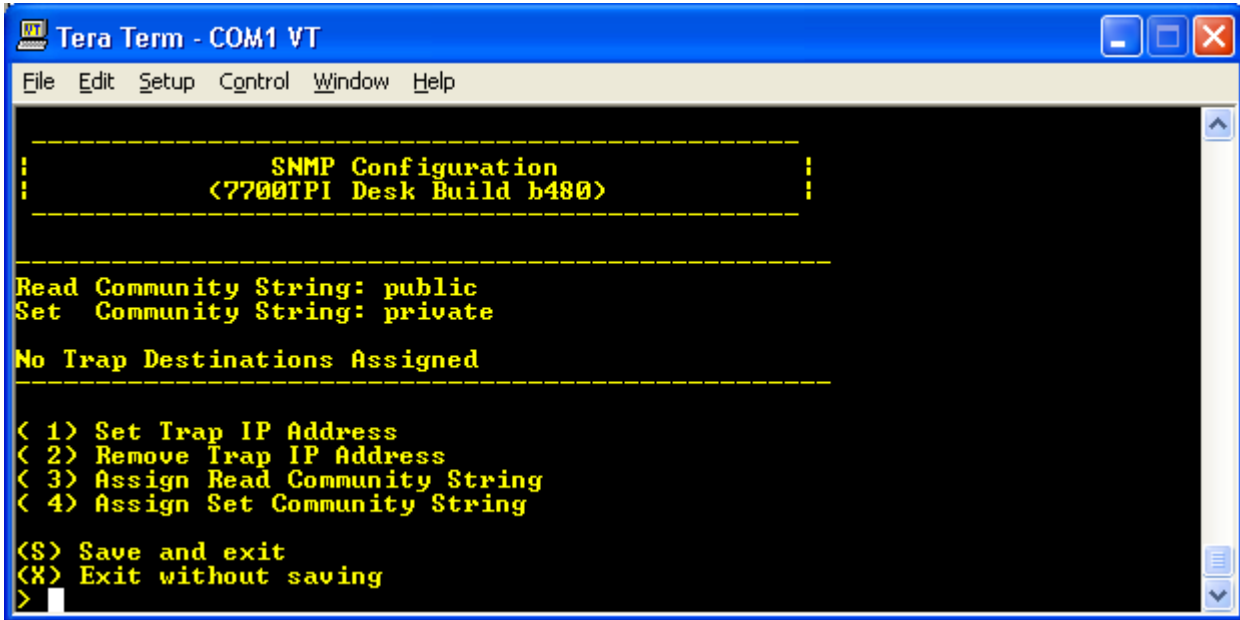 Tera Term - COM1 VT
File Edit Setup Control Window Help
SNMP Configuration
(7700TPI Desk Build b480)
Read Community String: public
Set  Community String: private
No Trap Destinations Assigned
( 1) Set Trap IP Address
( 2) Remove Trap IP Address
( 3) Assign Read Community String
( 4) Assign Set Community String
(S) Save and exit
(X) Exit without saving
>